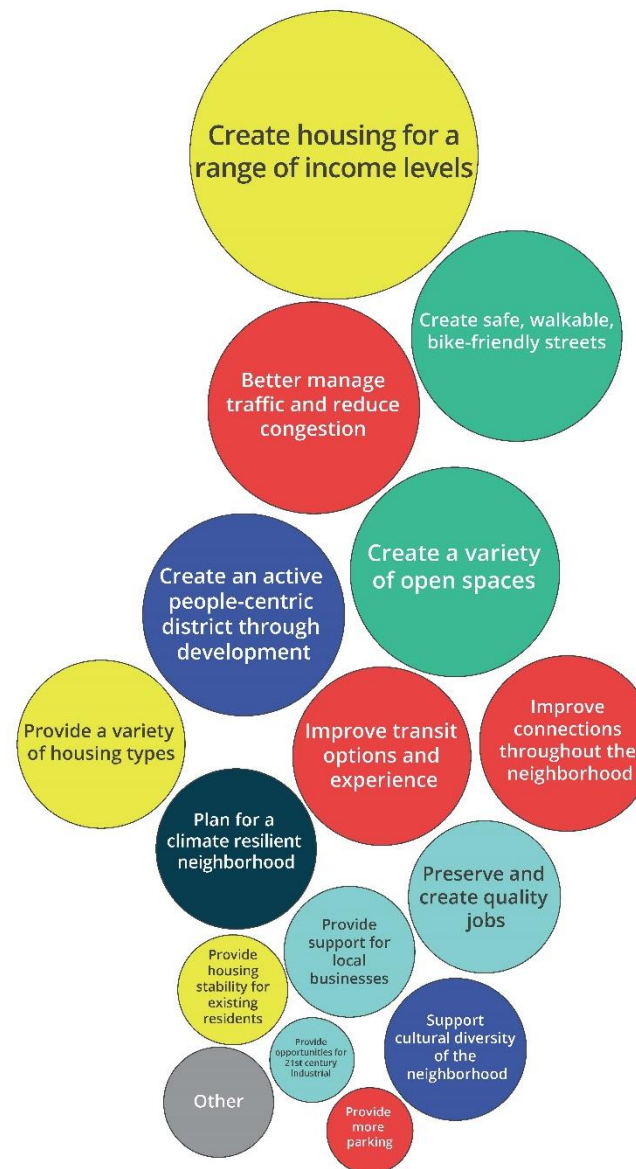 Create housing for a
range of income levels
Create safe, walkable,
bike-friendly streets
Better manage
traffic and reduce
congestion
Create a variety
of open spaces
Create an active
people-centric
district through
development
Provide a variety
of housing types
Improve transit
options and
experience
Improve
connections
throughout the
neighborhood
Plan for a
climate resilient
neighborhood
Preserve and
create quality
jobs
Provide
support for
local
businesses
Provide
housing
stability for
existing
residents
Support
cultural diversity
of the
neighborhood
Provide
opportunities for
21st century
Industrial
Other
Provide
more
parking